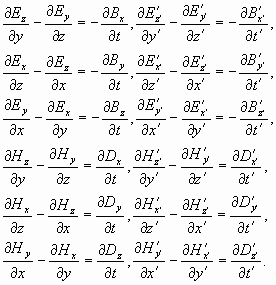 ∂E_z/∂y − ∂E_y/∂z = −∂B_x/∂t, ∂E′_z′/∂y′ − ∂E′_y′/∂z′ = −∂B′_x′/∂t′,
∂E_x/∂z − ∂E_z/∂x = −∂B_y/∂t, ∂E′_x′/∂z′ − ∂E′_z′/∂x′ = −∂B′_y′/∂t′,
∂E_y/∂x − ∂E_x/∂y = −∂B_z/∂t, ∂E′_y′/∂x′ − ∂E′_x′/∂y′ = −∂B′_z′/∂t′,
∂H_z/∂y − ∂H_y/∂z = ∂D_x/∂t, ∂H′_z′/∂y′ − ∂H′_y′/∂z′ = ∂D′_x′/∂t′,
∂H_x/∂z − ∂H_z/∂x = ∂D_y/∂t, ∂H′_x′/∂z′ − ∂H′_z′/∂x′ = ∂D′_y′/∂t′,
∂H_y/∂x − ∂H_x/∂y = ∂D_z/∂t, ∂H′_y′/∂x′ − ∂H′_x′/∂y′ = ∂D′_z′/∂t′.